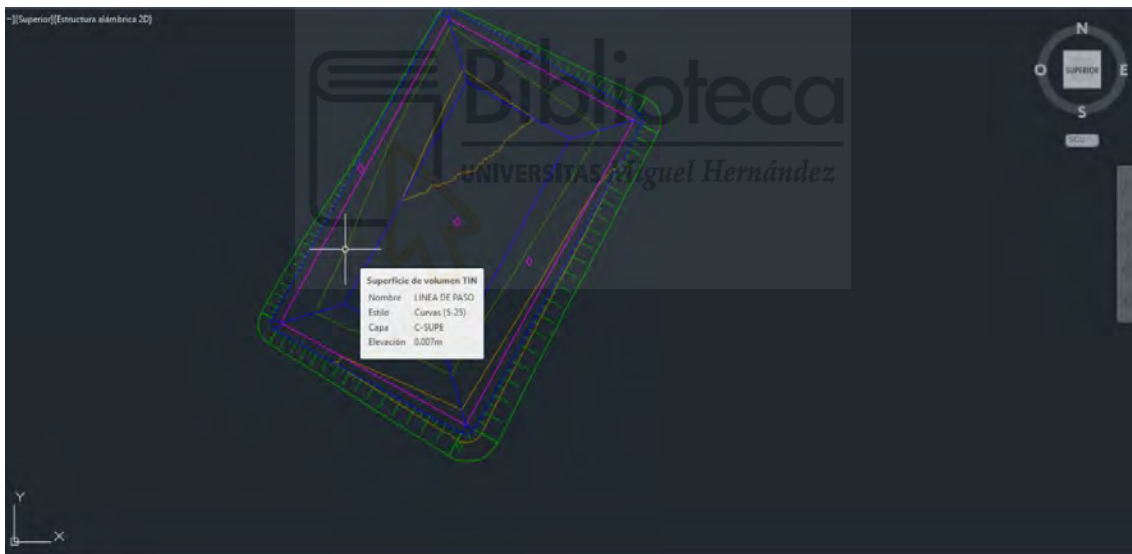 −][Superior][Estructura alámbrica 2D]
N
O
SUPERIOR
E
S
SCU
Biblioteca
UNIVERSITAS Miguel Hernández
Superficie de volumen TIN
Nombre LINEA DE PASO
Estilo Curvas (5-25)
Capa C-SUPE
Elevación 0.007m
Y
X